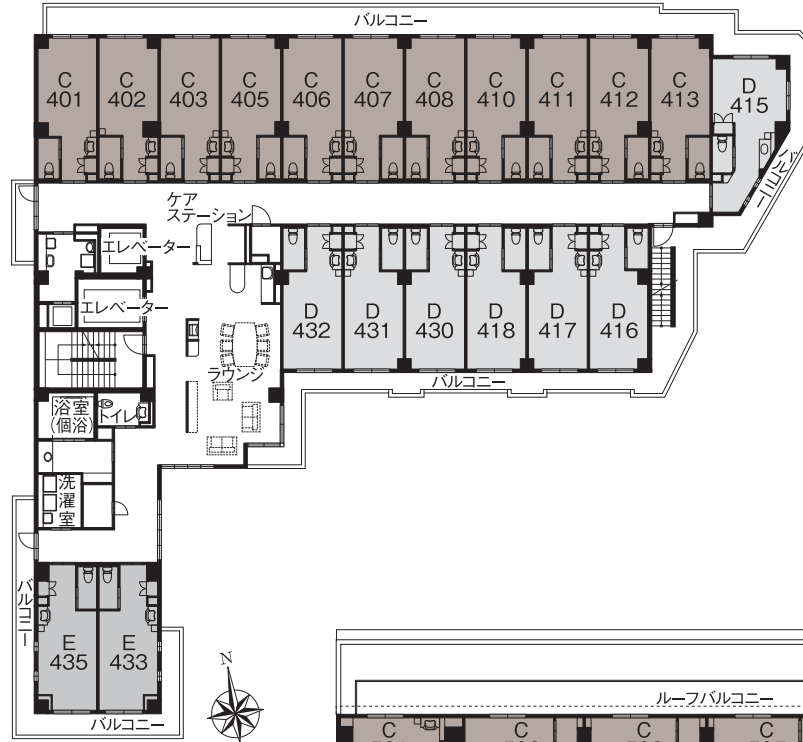 バルコニー
C
401
C
402
C
403
C
405
C
406
C
407
C
408
C
410
C
411
C
412
C
413
D
415
バルコニー
ケア
ステーション
エレベーター
エレベーター
D
432
D
431
D
430
D
418
D
417
D
416
ラウンジ
バルコニー
浴室
(個浴)
トイレ
洗濯室
バルコニー
E
435
E
433
バルコニー
N
ルーフバルコニー
C
C
C
C